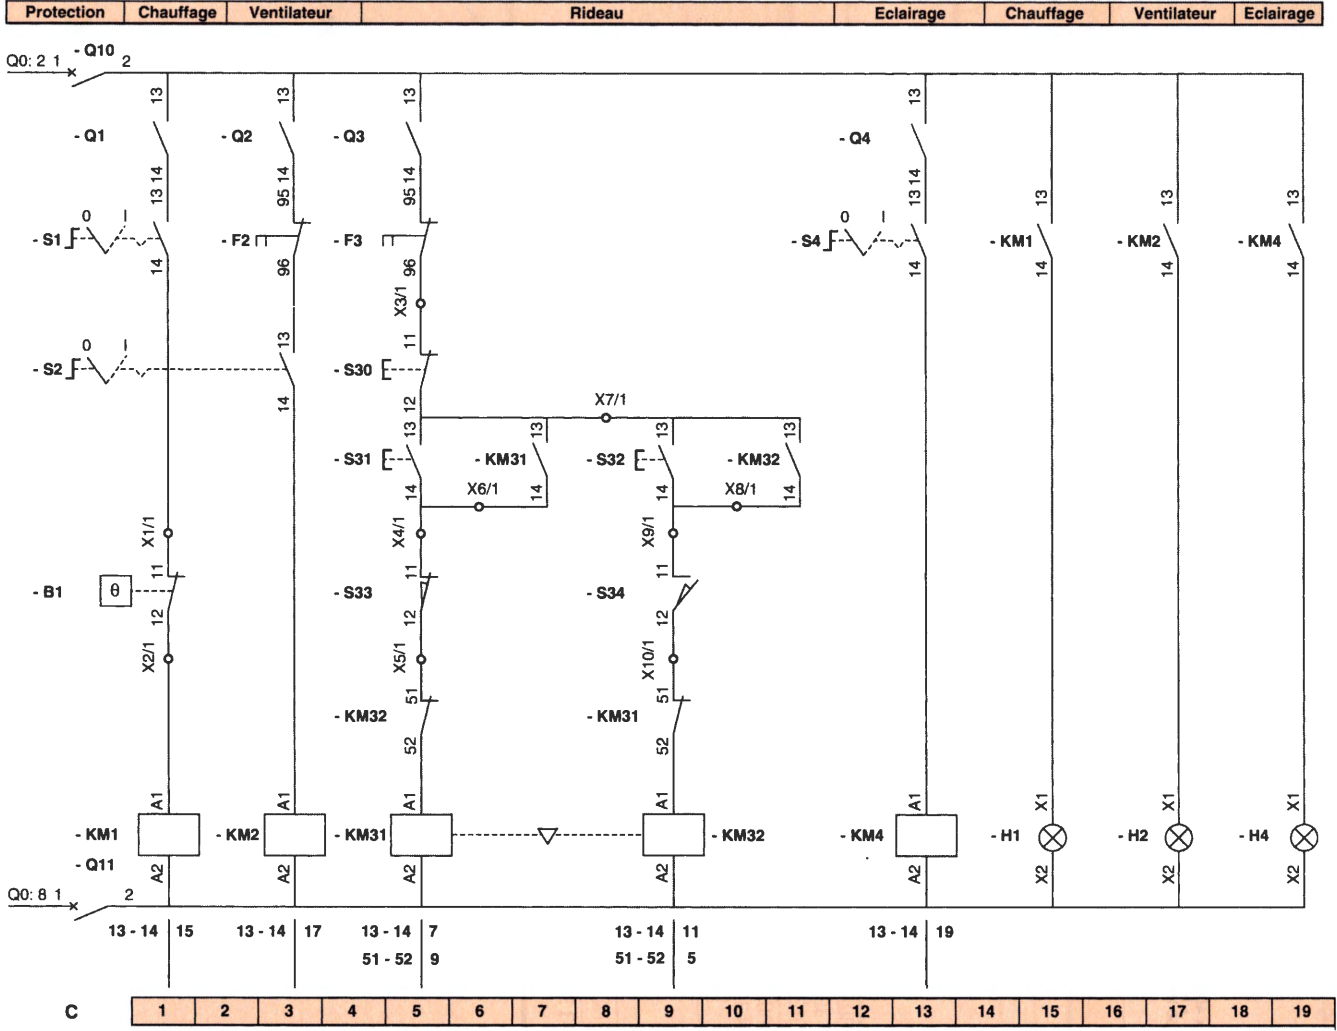 Protection Chauffage Ventilateur Rideau Eclairage Chauffage Ventilateur Eclairage
- Q10
Q0: 2 1 2
13 13 13 13
- Q1 - Q2 - Q3 - Q4
13 14 95 14 95 14 13 14 13 13 13
0 I 0 I
- S1 - F2 - F3 - S4 - KM1 - KM2 - KM4
14 96 96 14 14 14 14
X3/1
13 11
0 I
- S2 - S30
14 12
X7/1
13 13 13 13
- S31 - KM31 - S32 - KM32
14 X6/1 14 14 X8/1 14
X1/1 X4/1 X9/1
11 11 11
- B1 θ - S33 - S34
12 12 12
X2/1 X5/1 X10/1
51 51
- KM32 - KM31
52 52
A1 A1 A1 A1 A1 X1 X1 X1
- KM1 - KM2 - KM31 - KM32 - KM4 - H1 - H2 - H4
- Q11
A2 A2 A2 A2 A2 X2 X2 X2
Q0: 8 1 2
13 - 14 15 13 - 14 17 13 - 14 7 13 - 14 11 13 - 14 19
51 - 52 9 51 - 52 5
C 1 2 3 4 5 6 7 8 9 10 11 12 13 14 15 16 17 18 19